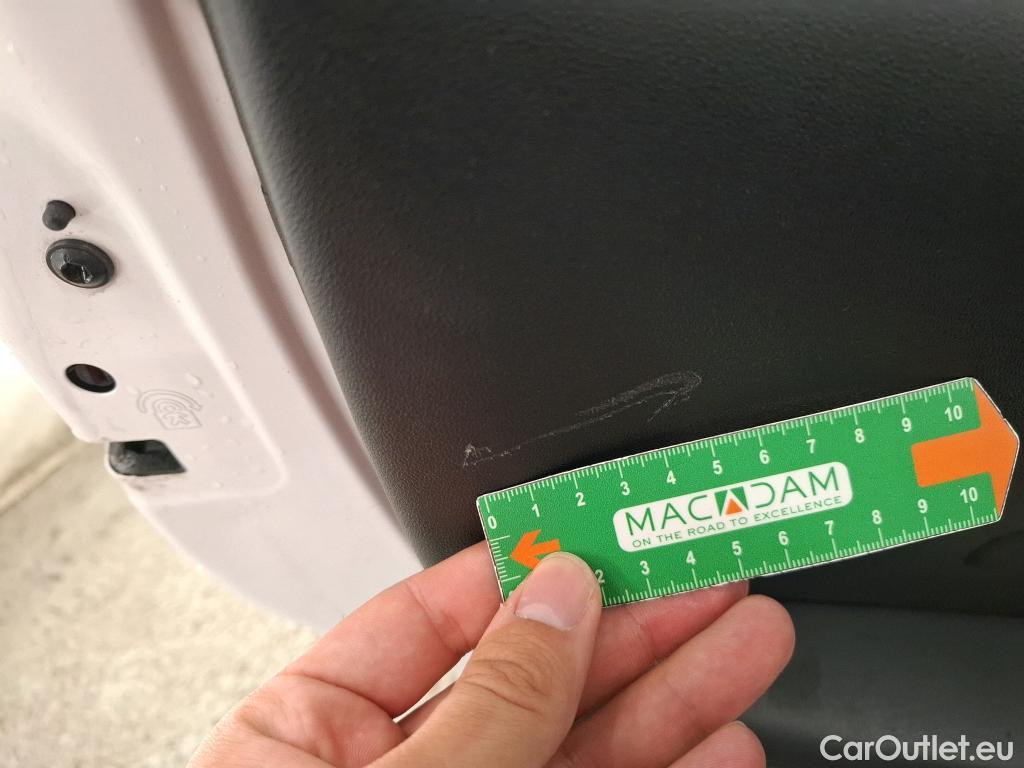 0 1 2 3 4 5 6 7 8 9 10
MACADAM
ON THE ROAD TO EXCELLENCE
2 3 4 5 6 7 8 9 10
CarOutlet.eu